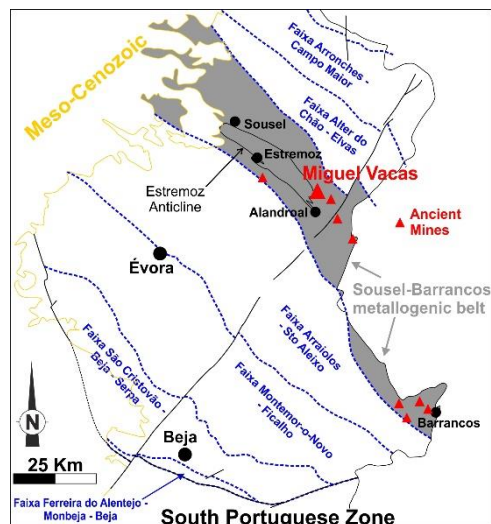 Meso-Cenozoic
Faixa Arronches -
Campo Maior
Faixa Alter do
Chão - Elvas
Sousel
Estremoz
Miguel Vacas
Estremoz
Anticline
Alandroal
Ancient
Mines
Évora
Sousel-Barrancos
metallogenic belt
Faixa Arraiolos
- Sto Aleixo
Faixa São Cristovão -
Beja - Serpa
Faixa Montemor-o-Novo
- Ficalho
N
Beja
Barrancos
25 Km
Faixa Ferreira do Alentejo -
Monbeja - Beja
South Portuguese Zone